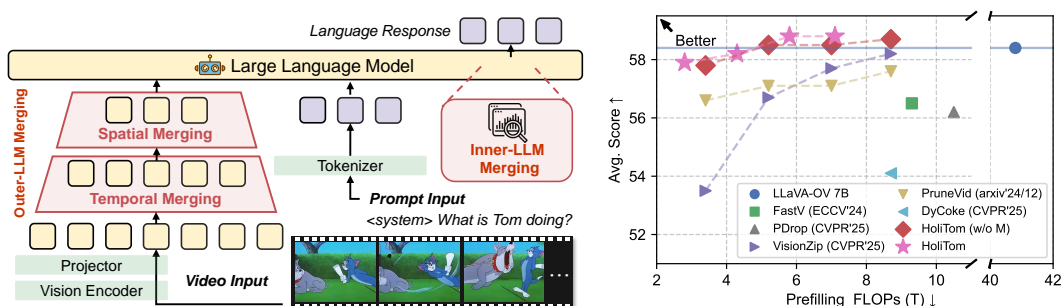 Language Response
Large Language Model
Outer-LLM Merging
Spatial Merging
Temporal Merging
Inner-LLM
Merging
Tokenizer
Prompt Input
<system> What is Tom doing?
Projector
Vision Encoder
Video Input
...
Better
Avg. Score ↑
58
56
54
52
LLaVA-OV 7B
FastV (ECCV'24)
PDrop (CVPR'25)
VisionZip (CVPR'25)
PruneVid (arxiv'24/12)
DyCoke (CVPR'25)
HoliTom (w/o M)
HoliTom
2 4 6 8 10 40 42
Prefilling FLOPs (T) ↓